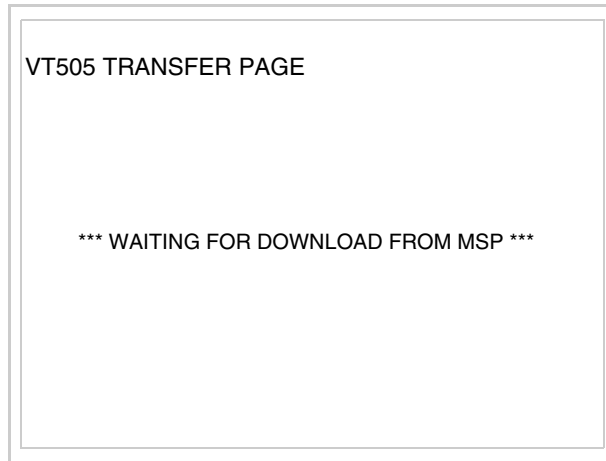 VT505 TRANSFER PAGE
*** WAITING FOR DOWNLOAD FROM MSP ***